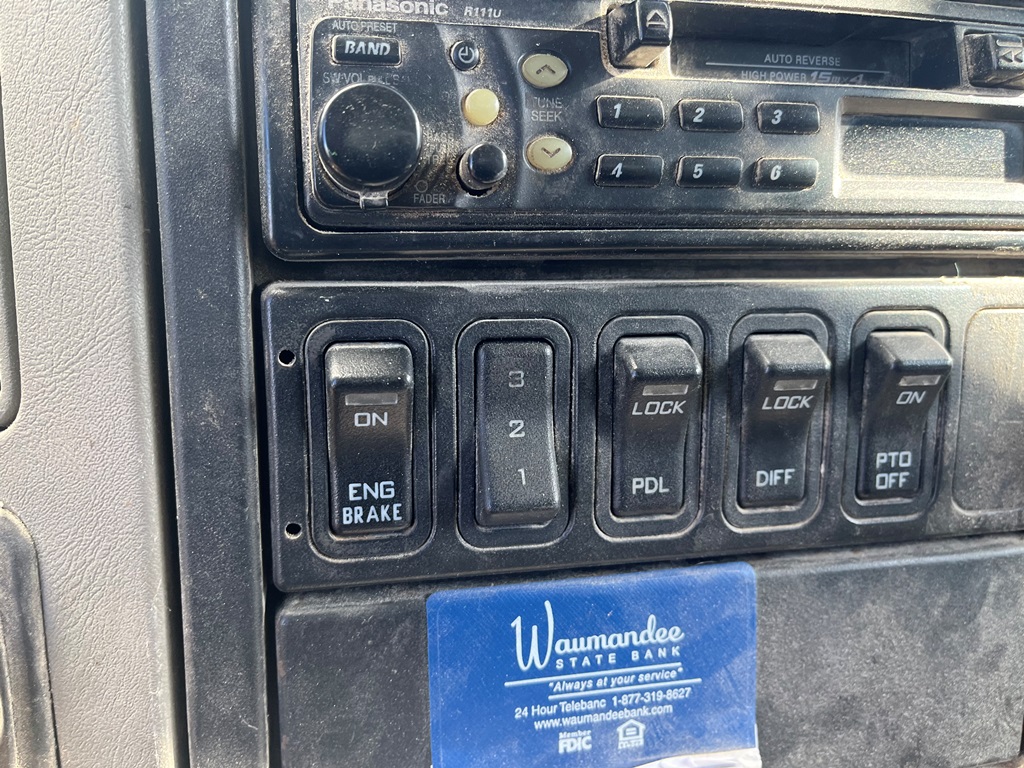 Panasonic R111U
AUTO PRESET
BAND
TUNE
SEEK
FADER
1 2 3
4 5 6
AUTO REVERSE
HIGH POWER 15W×4
ON
ENG
BRAKE
3
2
1
LOCK
PDL
LOCK
DIFF
ON
PTO
OFF
Waumandee
STATE BANK
"Always at your service"
24 Hour Telebanc 1-877-319-8627
www.waumandeebank.com
Member
FDIC